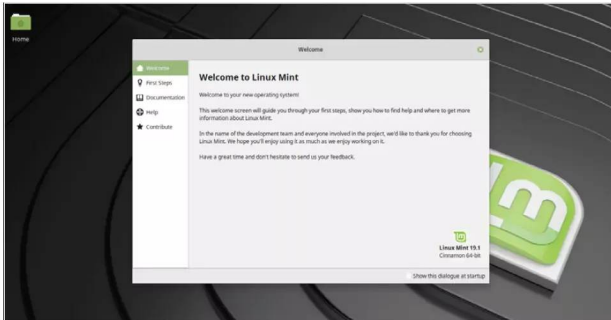 Home
Welcome
Welcome
First Steps
Documentation
Help
Contribute
Welcome to Linux Mint
Welcome to your new operating system!
This welcome screen will guide you through your first steps, show you how to find help and where to get more
information about Linux Mint.
In the name of the development team and everyone involved in the project, we'd like to thank you for choosing
Linux Mint. We hope you'll enjoy using it as much as we enjoy working on it.
Have a great time and don't hesitate to send us your feedback.
Linux Mint 19.1
Cinnamon 64-bit
Show this dialogue at startup